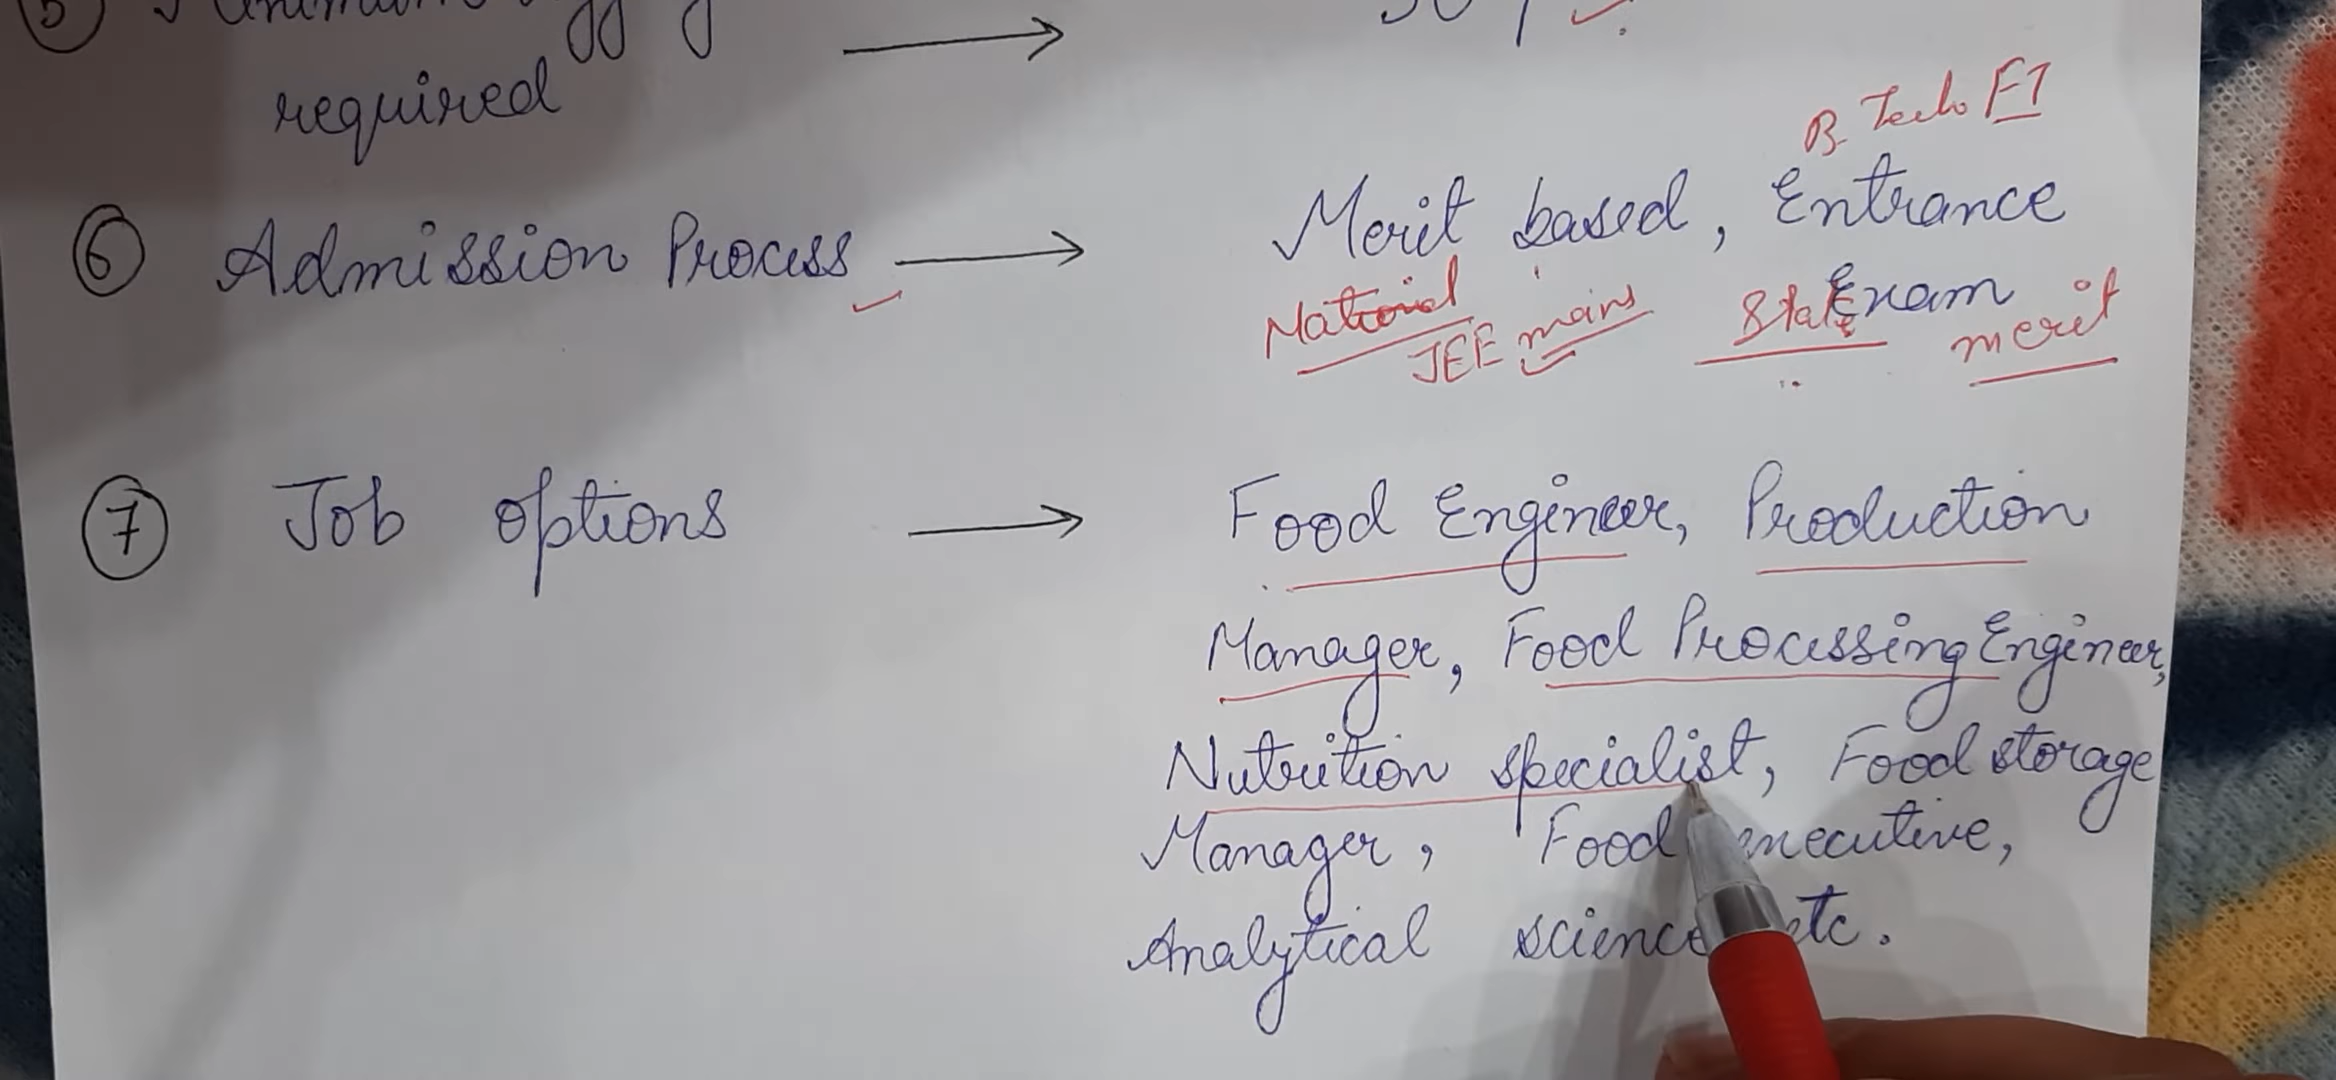 5
required
B Tech FT
6 Admission Process → Merit based, Entrance
Exam
National State merit
JEE mains
7 Job options → Food Engineer, Production
Manager, Food Processing Engineer,
Nutrition specialist, Food storage
Manager, Food executive,
Analytical science etc.